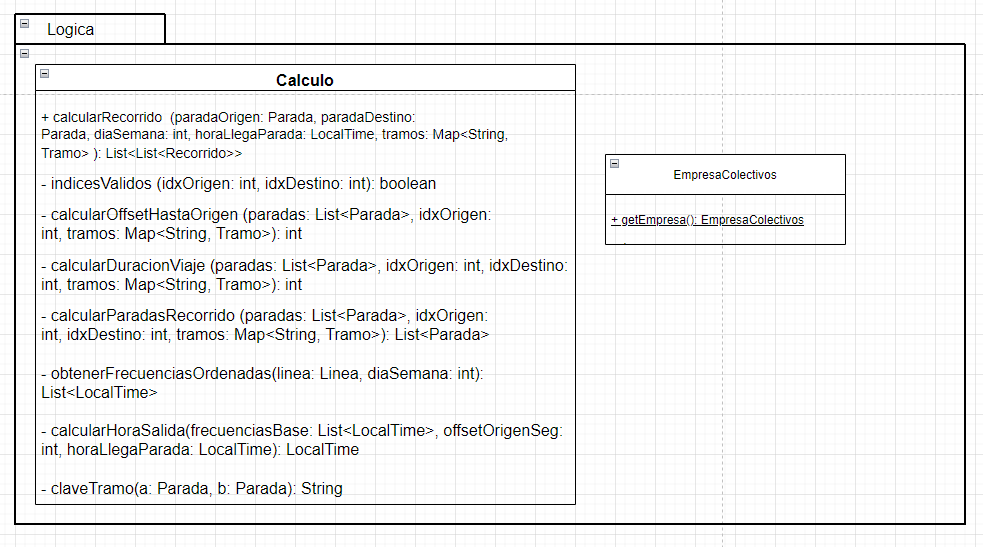 Logica
Calculo
+ calcularRecorrido (paradaOrigen: Parada, paradaDestino:
Parada, diaSemana: int, horaLlegaParada: LocalTime, tramos: Map<String,
Tramo> ): List<List<Recorrido>>
- indicesValidos (idxOrigen: int, idxDestino: int): boolean
- calcularOffsetHastaOrigen (paradas: List<Parada>, idxOrigen:
int, tramos: Map<String, Tramo>): int
- calcularDuracionViaje (paradas: List<Parada>, idxOrigen: int, idxDestino:
int, tramos: Map<String, Tramo>): int
- calcularParadasRecorrido (paradas: List<Parada>, idxOrigen:
int, idxDestino: int, tramos: Map<String, Tramo>): List<Parada>
- obtenerFrecuenciasOrdenadas(linea: Linea, diaSemana: int):
List<LocalTime>
- calcularHoraSalida(frecuenciasBase: List<LocalTime>, offsetOrigenSeg:
int, horaLlegaParada: LocalTime): LocalTime
- claveTramo(a: Parada, b: Parada): String
EmpresaColectivos
+ getEmpresa(): EmpresaColectivos